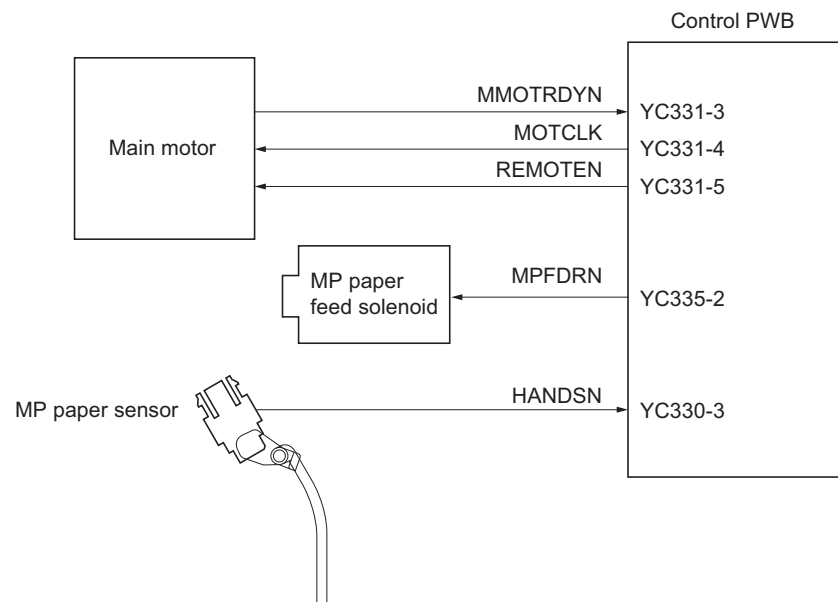 Control PWB
Main motor
MMOTRDYN
YC331-3
MOTCLK
YC331-4
REMOTEN
YC331-5
MP paper
feed solenoid
MPFDRN
YC335-2
MP paper sensor
HANDSN
YC330-3